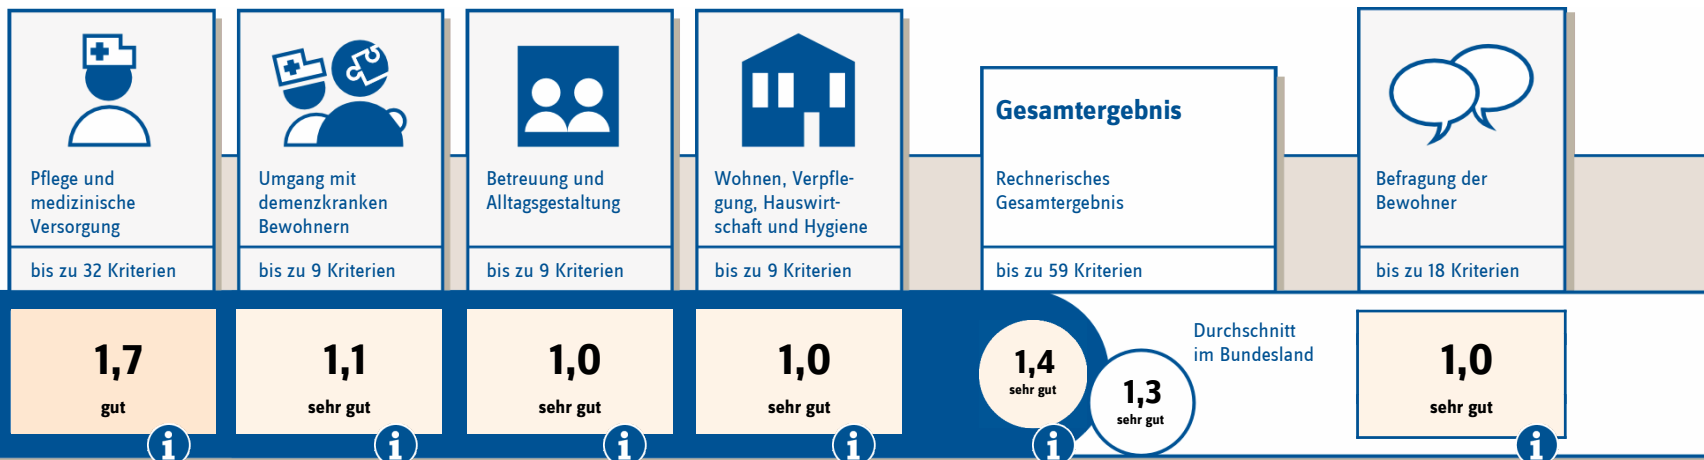 Pflege und
medizinische
Versorgung
bis zu 32 Kriterien
1,7
gut
i
Umgang mit
demenzkranken
Bewohnern
bis zu 9 Kriterien
1,1
sehr gut
i
Betreuung und
Alltagsgestaltung
bis zu 9 Kriterien
1,0
sehr gut
i
Wohnen, Verpfle-
gung, Hauswirt-
schaft und Hygiene
bis zu 9 Kriterien
1,0
sehr gut
i
Gesamtergebnis
Rechnerisches
Gesamtergebnis
bis zu 59 Kriterien
1,4
sehr gut
i
Durchschnitt
im Bundesland
1,3
sehr gut
Befragung der
Bewohner
bis zu 18 Kriterien
1,0
sehr gut
i